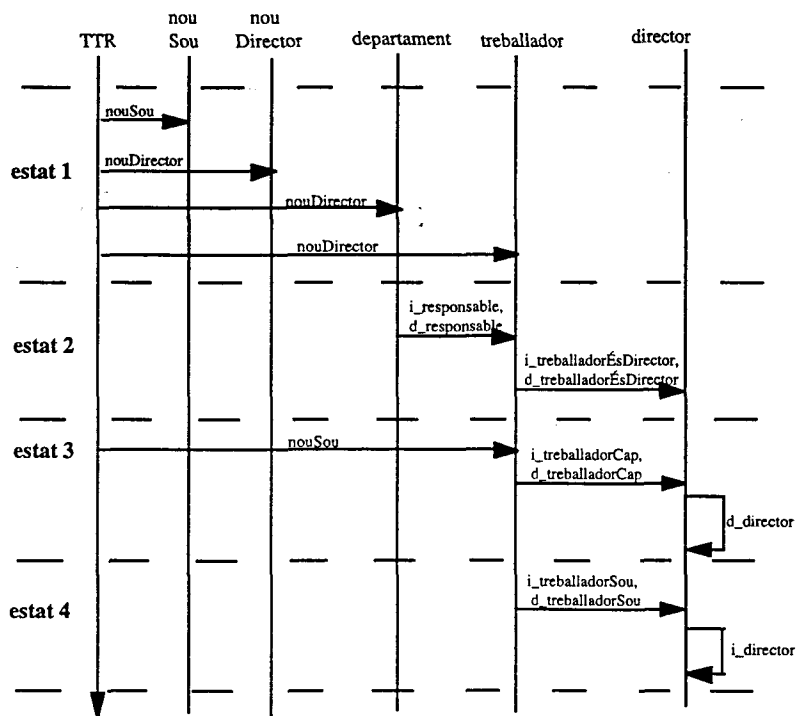 nou
nou
TTR
Sou
Director
departament
treballador
director
nouSou
estat 1
nouDirector
nouDirector
nouDirector
i_responsable,
d_responsable
estat 2
i_treballadorÉsDirector,
d_treballadorÉsDirector
estat 3
nouSou
i_treballadorCap,
d_treballadorCap
d_director
i_treballadorSou,
d_treballadorSou
estat 4
i_director